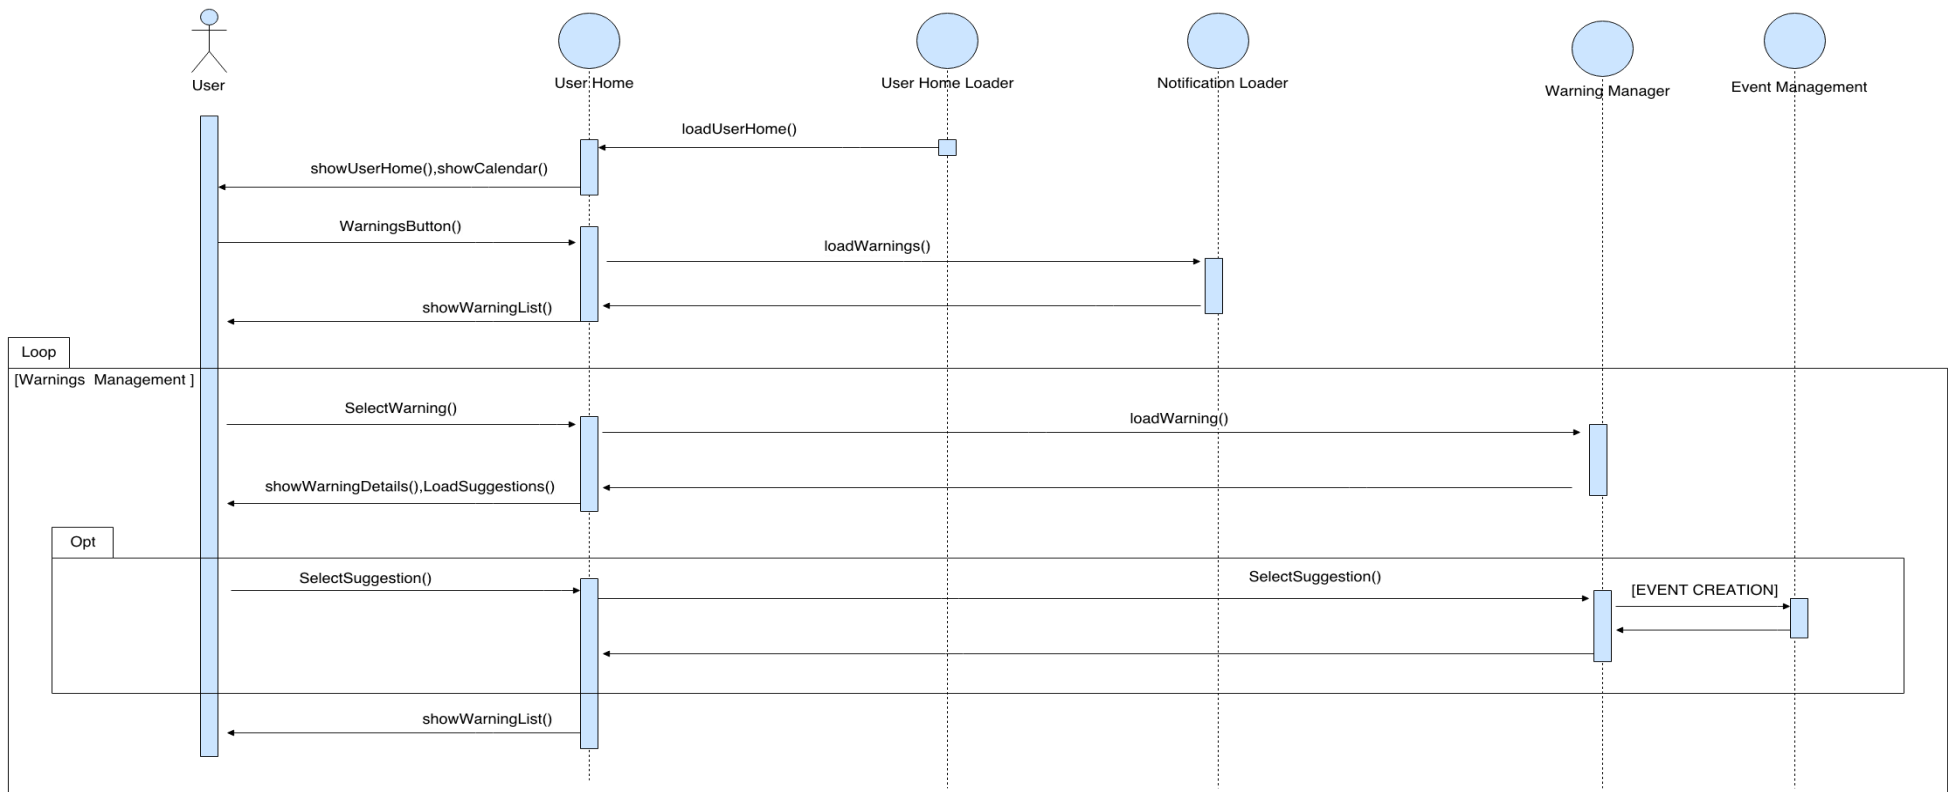 User
User Home
User Home Loader
Notification Loader
Warning Manager
Event Management
loadUserHome()
showUserHome(),showCalendar()
WarningsButton()
loadWarnings()
showWarningList()
Loop
[Warnings Management ]
SelectWarning()
loadWarning()
showWarningDetails(),LoadSuggestions()
Opt
SelectSuggestion()
SelectSuggestion()
[EVENT CREATION]
showWarningList()